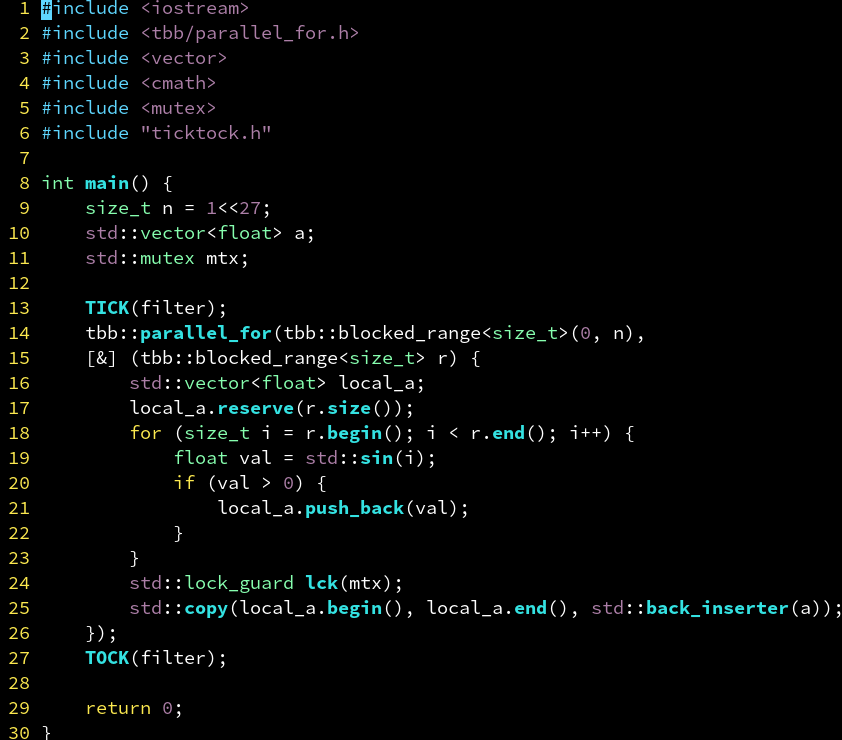 1 #include <iostream>
2 #include <tbb/parallel_for.h>
3 #include <vector>
4 #include <cmath>
5 #include <mutex>
6 #include "ticktock.h"
7
8 int main() {
9     size_t n = 1<<27;
10     std::vector<float> a;
11     std::mutex mtx;
12
13     TICK(filter);
14     tbb::parallel_for(tbb::blocked_range<size_t>(0, n),
15     [&] (tbb::blocked_range<size_t> r) {
16         std::vector<float> local_a;
17         local_a.reserve(r.size());
18         for (size_t i = r.begin(); i < r.end(); i++) {
19             float val = std::sin(i);
20             if (val > 0) {
21                 local_a.push_back(val);
22             }
23         }
24         std::lock_guard lck(mtx);
25         std::copy(local_a.begin(), local_a.end(), std::back_inserter(a));
26     });
27     TOCK(filter);
28
29     return 0;
30 }